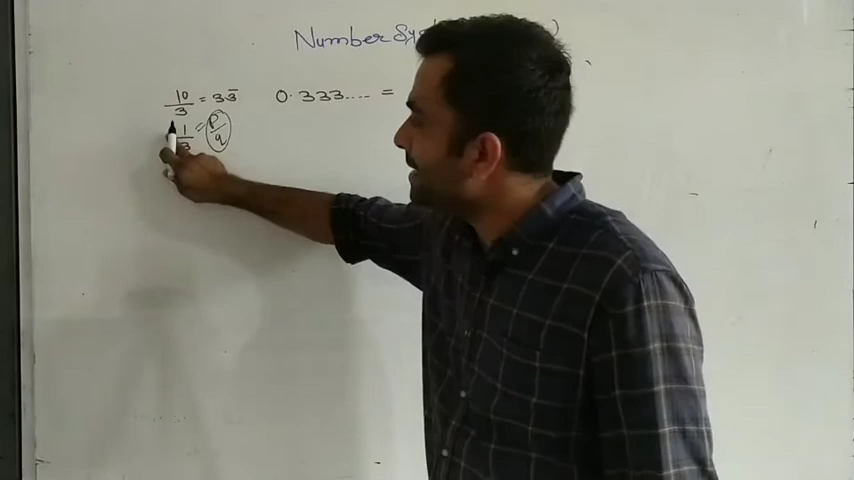 Number Sy
10/3 = 3 3̅ 0.333.... =
1/3 = p/q